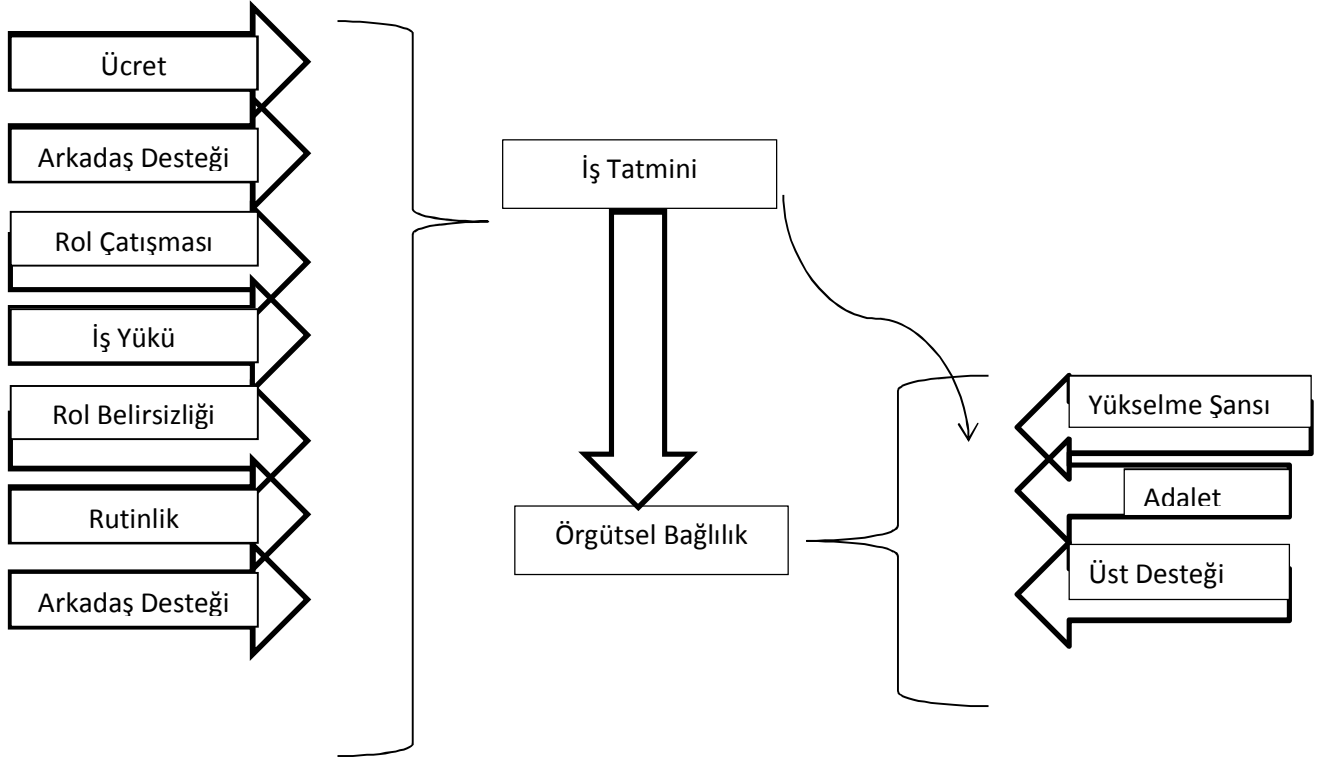 Ücret
Arkadaş Desteği
Rol Çatışması
İş Yükü
Rol Belirsizliği
Rutinlik
Arkadaş Desteği
İş Tatmini
Örgütsel Bağlılık
Yükselme Şansı
Adalet
Üst Desteği